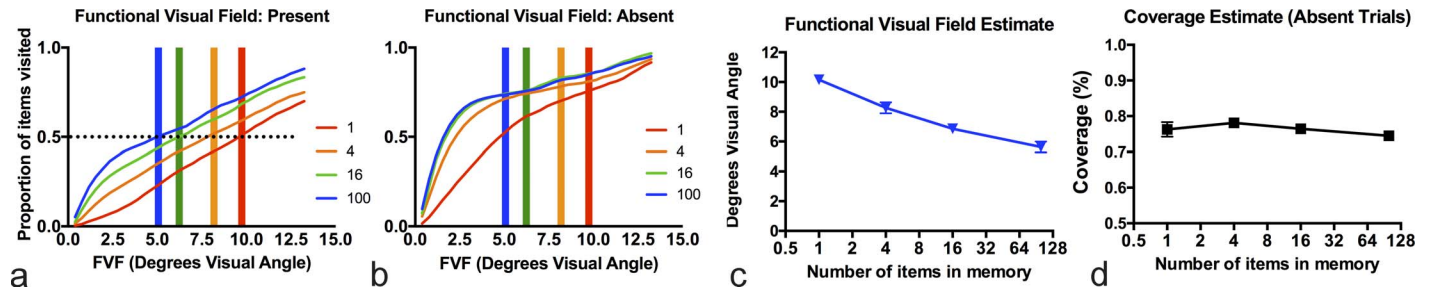 Functional Visual Field: Present
Proportion of items visited
1.0
0.5
0.0
0.0 2.5 5.0 7.5 10.0 12.5 15.0
FVF (Degrees Visual Angle)
1
4
16
100
a
Functional Visual Field: Absent
1.0
0.5
0.0
0.0 2.5 5.0 7.5 10.0 12.5 15.0
FVF (Degrees Visual Angle)
1
4
16
100
b
Functional Visual Field Estimate
Degrees Visual Angle
12
10
8
6
4
2
0
0.5 1 2 4 8 16 32 64 128
Number of items in memory
c
Coverage Estimate (Absent Trials)
Coverage (%)
1.0
0.9
0.8
0.7
0.6
0.5
0.5 1 2 4 8 16 32 64 128
Number of items in memory
d